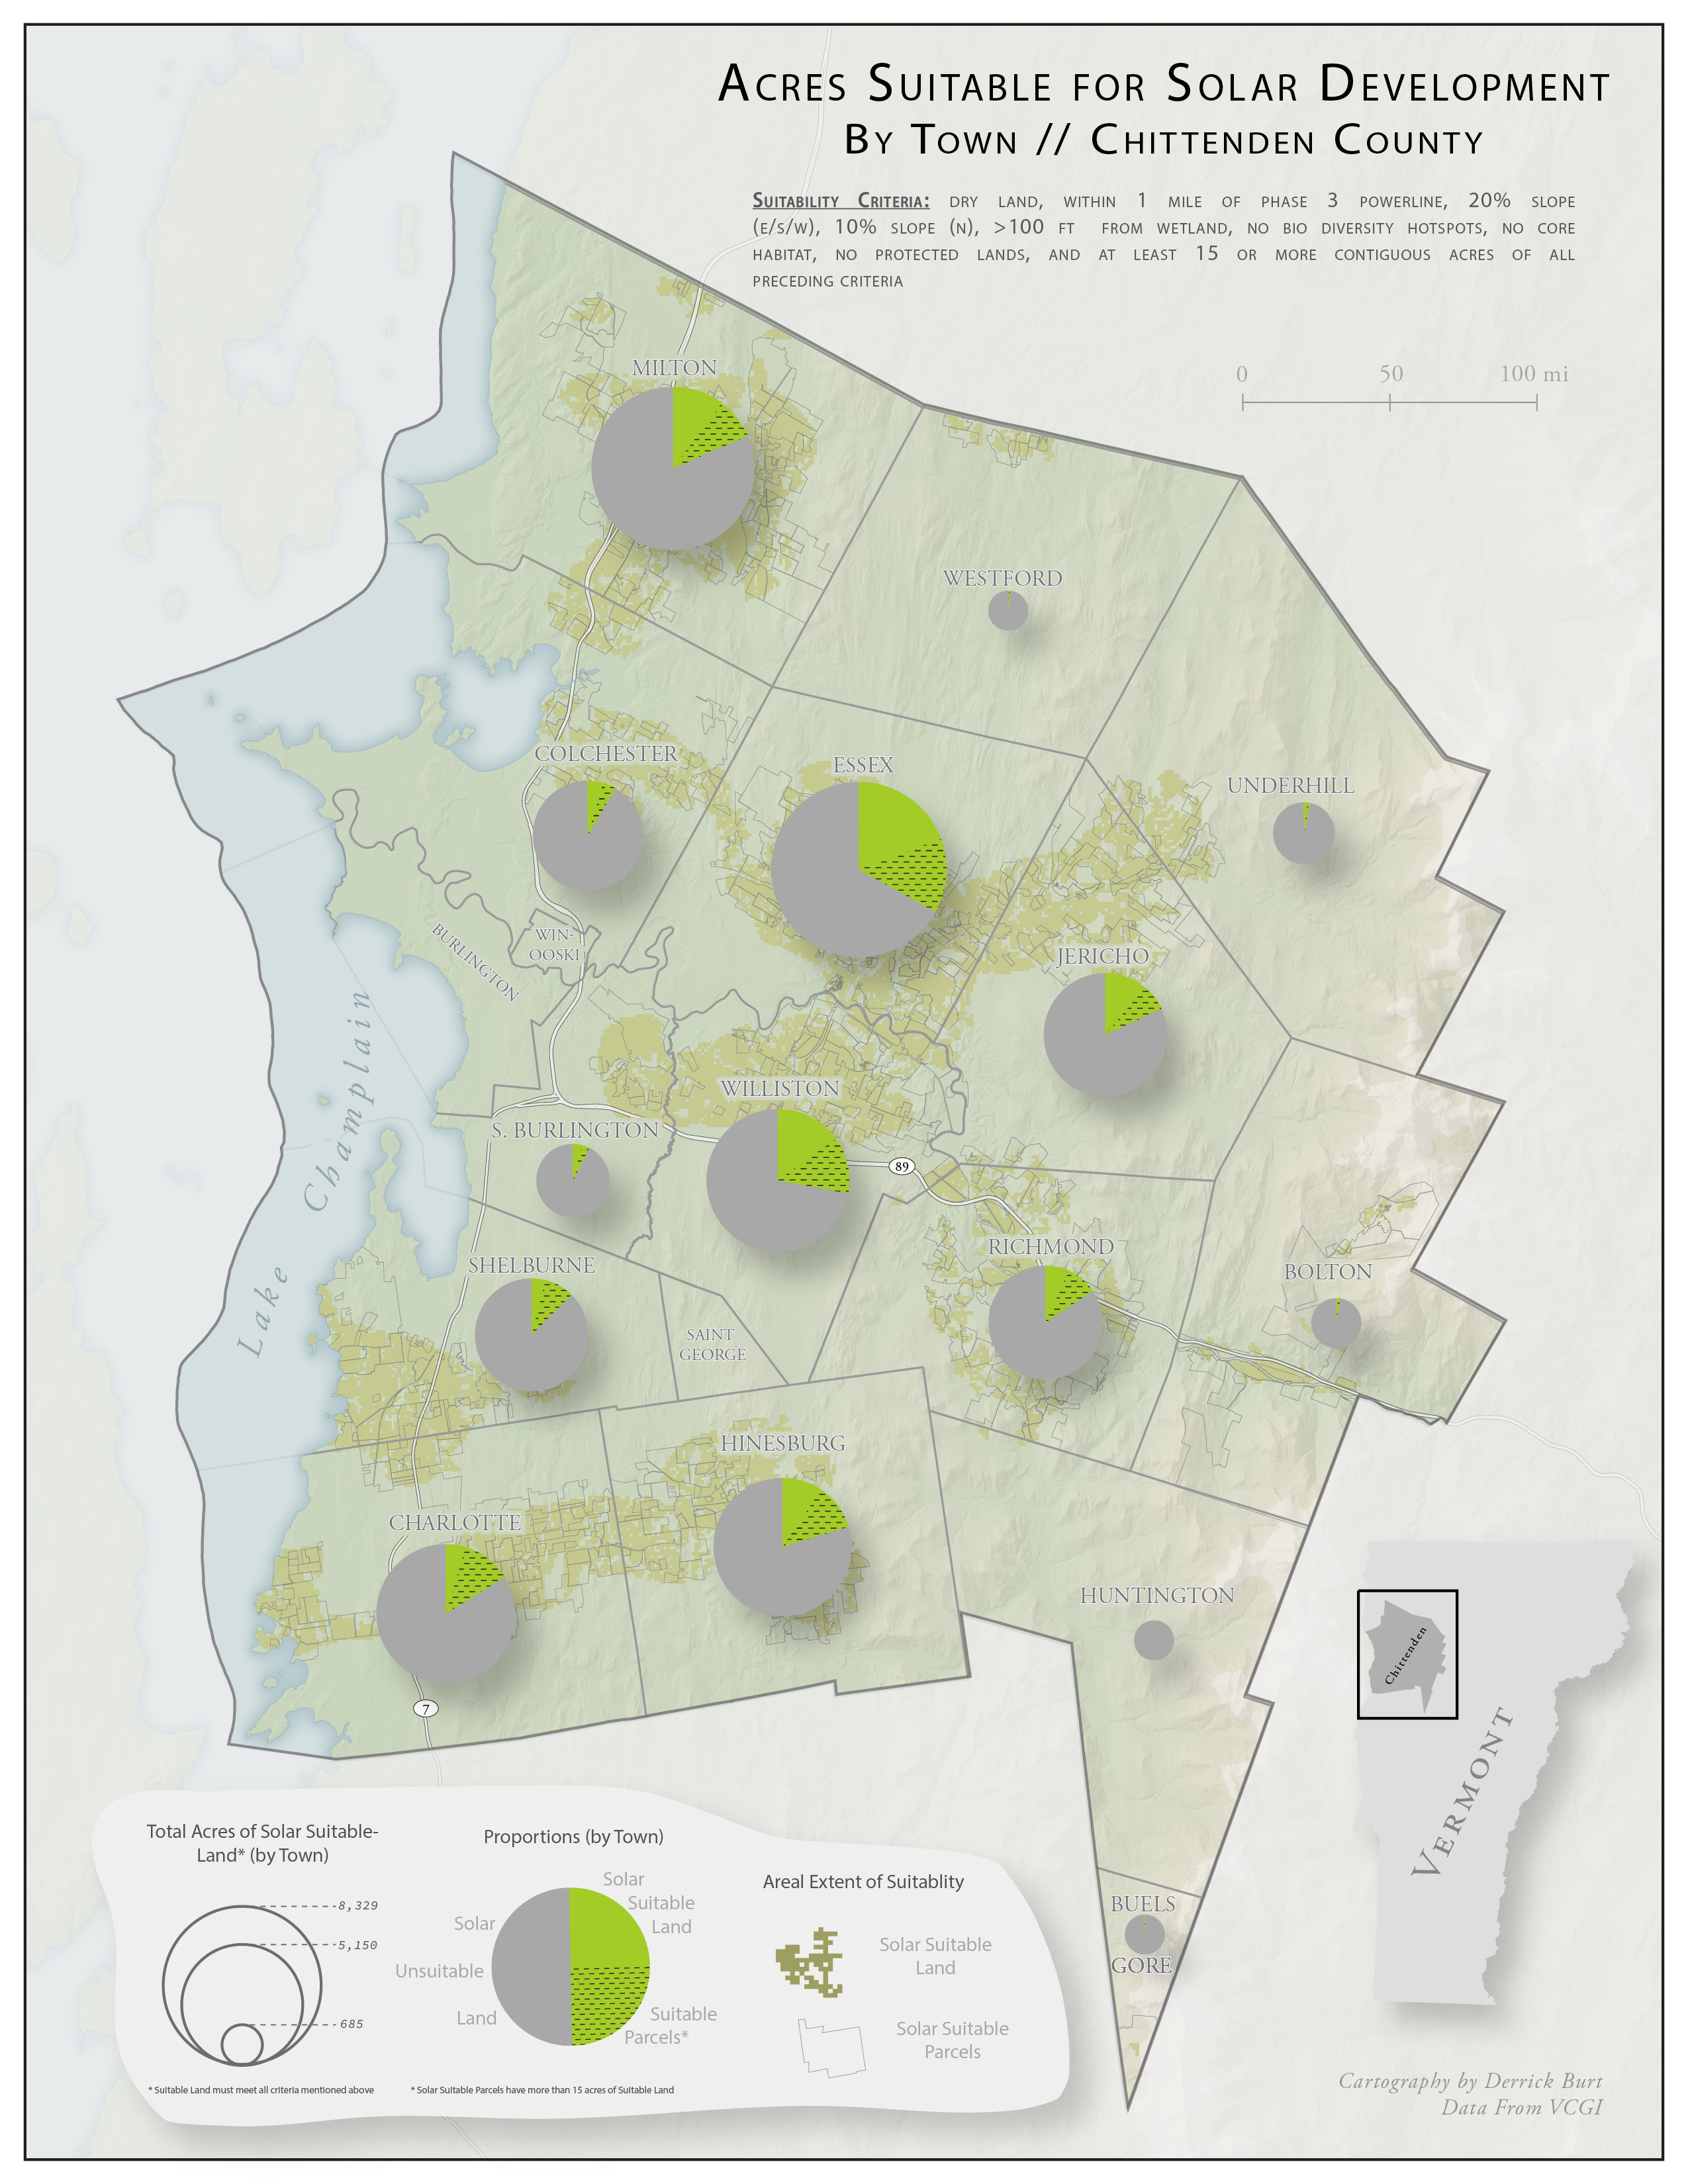 Acres Suitable for Solar Development
By Town // Chittenden County
Suitability Criteria: dry land, within 1 mile of phase 3 powerline, 20% slope
(e/s/w), 10% slope (n), >100 ft from wetland, no bio diversity hotspots, no core
habitat, no protected lands, and at least 15 or more contiguous acres of all
preceding criteria
0 50 100 mi
MILTON
WESTFORD
COLCHESTER
ESSEX
UNDERHILL
WIN-
OOSKI
BURLINGTON
JERICHO
Lake Champlain
WILLISTON
S. BURLINGTON
89
SHELBURNE
RICHMOND
BOLTON
SAINT
GEORGE
HINESBURG
CHARLOTTE
HUNTINGTON
7
Chittenden
VERMONT
BUELS
GORE
Total Acres of Solar Suitable-
Land* (by Town)
8,329
5,150
685
* Suitable Land must meet all criteria mentioned above
Proportions (by Town)
Solar
Suitable
Land
Solar
Unsuitable
Land
Suitable
Parcels*
* Solar Suitable Parcels have more than 15 acres of Suitable Land
Areal Extent of Suitablity
Solar Suitable
Land
Solar Suitable
Parcels
Cartography by Derrick Burt
Data From VCGI